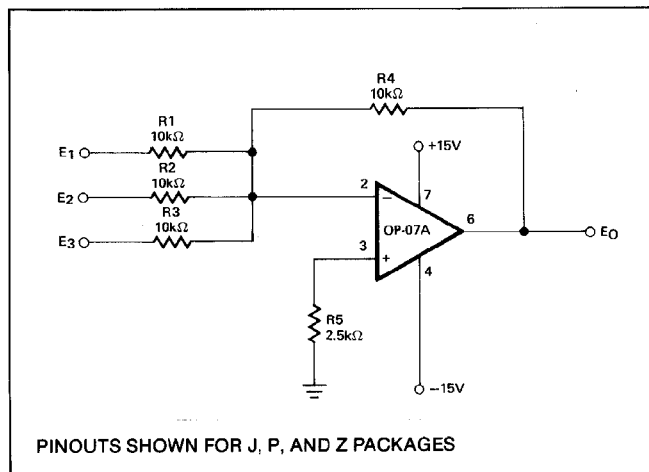 R4
10kΩ
R1
10kΩ
E1
+15V
R2
10kΩ
E2
2
−
7
R3
10kΩ
OP-07A
6
EO
E3
3
+
4
R5
2.5kΩ
−15V
PINOUTS SHOWN FOR J, P, AND Z PACKAGES